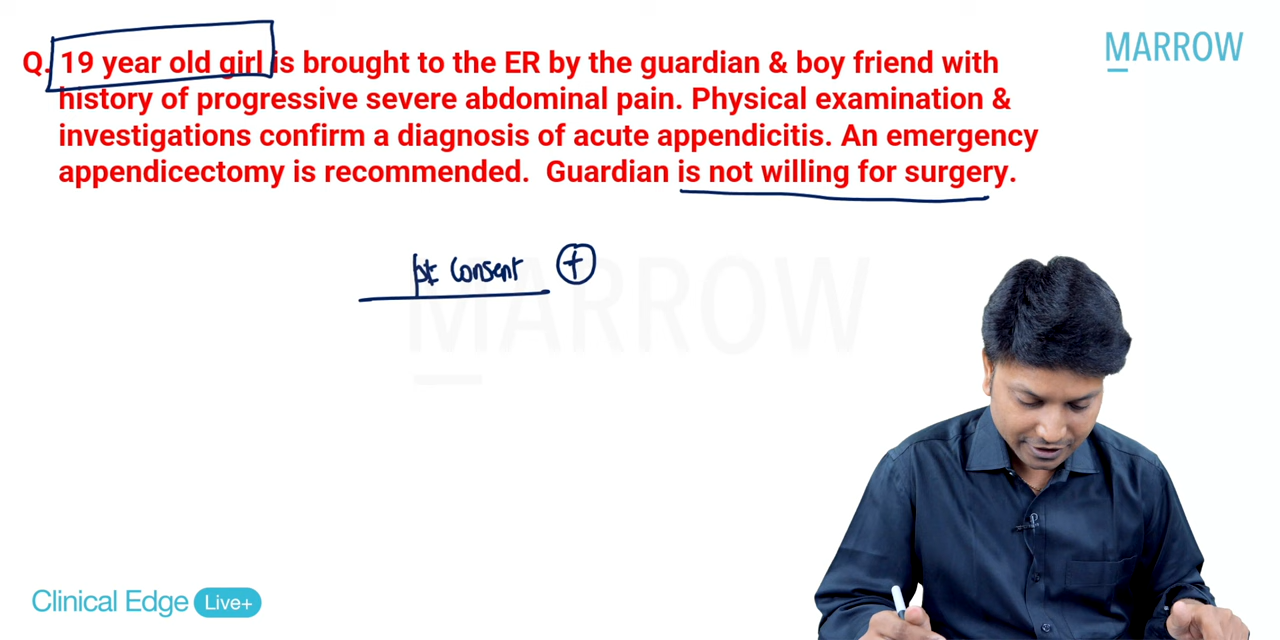 MARROW
Q. 19 year old girl is brought to the ER by the guardian & boy friend with
history of progressive severe abdominal pain. Physical examination &
investigations confirm a diagnosis of acute appendicitis. An emergency
appendicectomy is recommended. Guardian is not willing for surgery.
pt Consent +
MARROW
Clinical Edge Live+